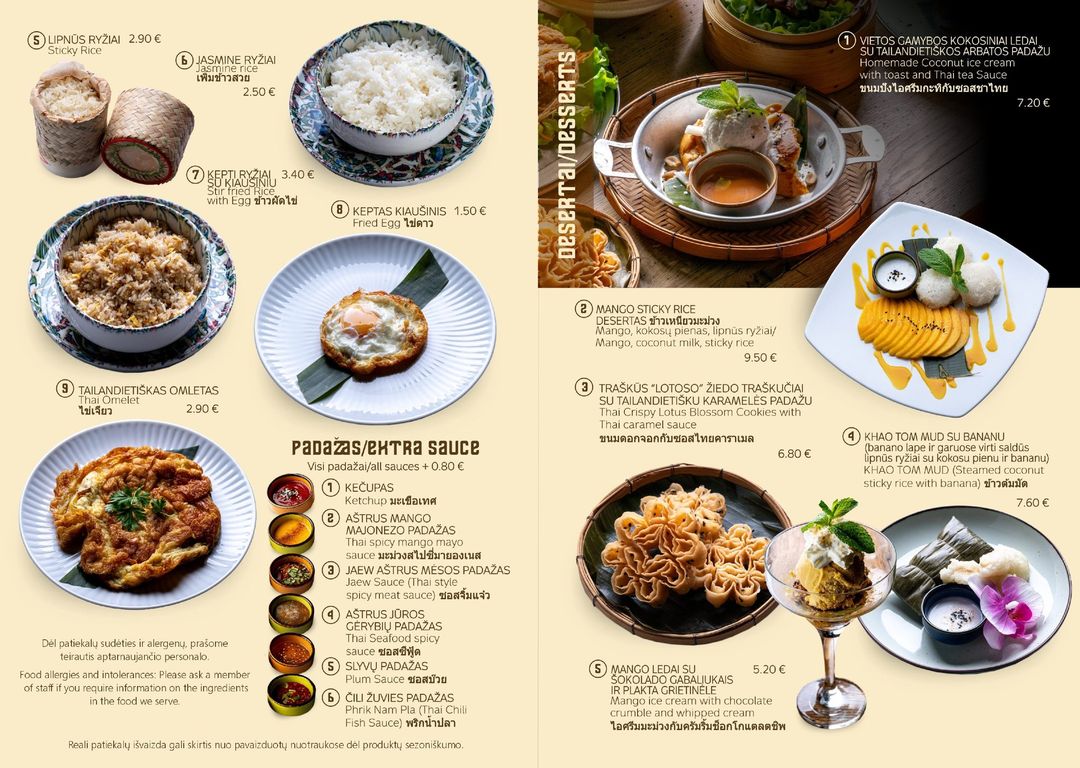 5 LIPNŪS RYŽIAI 2.90 €
Sticky Rice
6 JASMINE RYŽIAI
Jasmine rice
เพิ่มข้าวสวย
2.50 €
7 KEPTI RYŽIAI 3.40 €
SU KIAUŠINIU
Stir fried Rice
with Egg ข้าวผัดไข่
8 KEPTAS KIAUŠINIS 1.50 €
Fried Egg ไข่ดาว
9 TAILANDIETIŠKAS OMLETAS
Thai Omelet
ไข่เจียว 2.90 €
PADAŽAS/EXTRA SAUCE
Visi padažai/all sauces + 0.80 €
1 KEČUPAS
Ketchup มะเขือเทศ
2 AŠTRUS MANGO
MAJONEZO PADAŽAS
Thai spicy mango mayo
sauce มะม่วงสไปซี่มายองเนส
3 JAEW AŠTRUS MĖSOS PADAŽAS
Jaew Sauce (Thai style
spicy meat sauce) ซอสจิ้มแจ่ว
4 AŠTRUS JŪROS
GĖRYBIŲ PADAŽAS
Thai Seafood spicy
sauce ซอสซีฟู้ด
5 SLYVŲ PADAŽAS
Plum Sauce ซอสบ๊วย
6 ČILI ŽUVIES PADAŽAS
Phrik Nam Pla (Thai Chili
Fish Sauce) พริกน้ำปลา
Dėl patiekalų sudėties ir alergenų, prašome
teirautis aptarnaujančio personalo.
Food allergies and intolerances: Please ask a member
of staff if you require information on the ingredients
in the food we serve.
Reali patiekalų išvaizda gali skirtis nuo pavaizduotų nuotraukose dėl produktų sezoniškumo.
DESERTAI/DESSERTS
1 VIETOS GAMYBOS KOKOSINIAI LEDAI
SU TAILANDIETIŠKOS ARBATOS PADAŽU
Homemade Coconut ice cream
with toast and Thai tea Sauce
ขนมปังไอศรีมกะทิกับซอสชาไทย
7.20 €
2 MANGO STICKY RICE
DESERTAS ข้าวเหนียวมะม่วง
Mango, kokosų pienas, lipnūs ryžiai/
Mango, coconut milk, sticky rice
9.50 €
3 TRAŠKŪS “LOTOSO” ŽIEDO TRAŠKUČIAI
SU TAILANDIETIŠKU KARAMELĖS PADAŽU
Thai Crispy Lotus Blossom Cookies with
Thai caramel sauce
ขนมดอกจอกกับซอสไทยคาราเมล
6.80 €
4 KHAO TOM MUD SU BANANU
(banano lape ir garuose virti saldūs
lipnūs ryžiai su kokosu pienu ir bananu)
KHAO TOM MUD (Steamed coconut
sticky rice with banana) ข้าวต้มมัด
7.60 €
5 MANGO LEDAI SU 5.20 €
ŠOKOLADO GABALIUKAIS
IR PLAKTA GRIETINĖLE
Mango ice cream with chocolate
crumble and whipped cream
ไอศรีมมะม่วงกับครัมริ้มช็อกโกแตลตชิพ